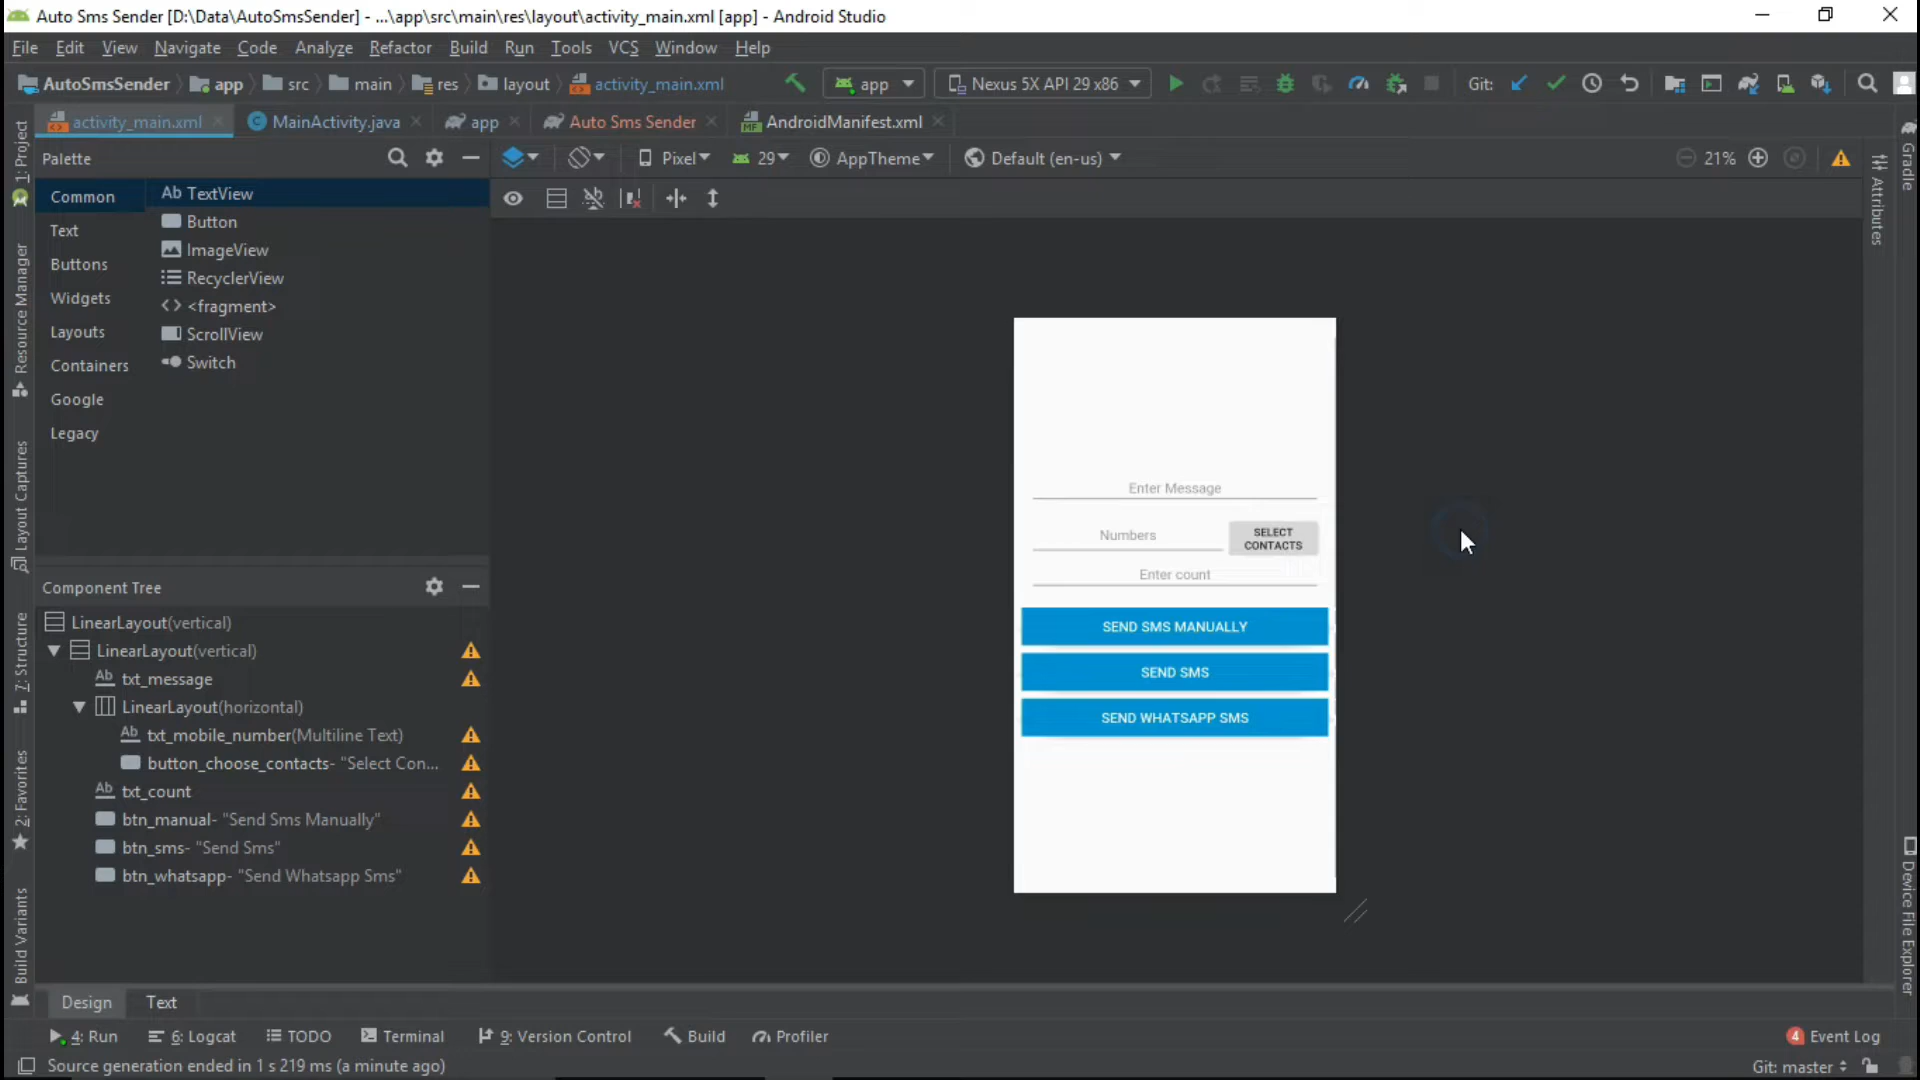 Auto Sms Sender [D:\Data\AutoSmsSender] - ...\app\src\main\res\layout\activity_main.xml [app] - Android Studio
File Edit View Navigate Code Analyze Refactor Build Run Tools VCS Window Help
AutoSmsSender app src main res layout activity_main.xml app Nexus 5X API 29 x86 Git:
activity_main.xml MainActivity.java app Auto Sms Sender AndroidManifest.xml
Palette Pixel 29 AppTheme Default (en-us) 21%
Common
Text
Buttons
Widgets
Layouts
Containers
Google
Legacy
Ab TextView
Button
ImageView
RecyclerView
<fragment>
ScrollView
Switch
Enter Message
Numbers
SELECT
CONTACTS
Enter count
SEND SMS MANUALLY
SEND SMS
SEND WHATSAPP SMS
Component Tree
LinearLayout(vertical)
LinearLayout(vertical)
Ab txt_message
LinearLayout(horizontal)
Ab txt_mobile_number(Multiline Text)
button_choose_contacts- "Select Con...
Ab txt_count
btn_manual- "Send Sms Manually"
btn_sms- "Send Sms"
btn_whatsapp- "Send Whatsapp Sms"
1: Project
Resource Manager
Layout Captures
7: Structure
2: Favorites
Build Variants
Gradle
Attributes
Device File Explorer
Design Text
4: Run 6: Logcat TODO Terminal 9: Version Control Build Profiler 4 Event Log
Source generation ended in 1 s 219 ms (a minute ago) Git: master